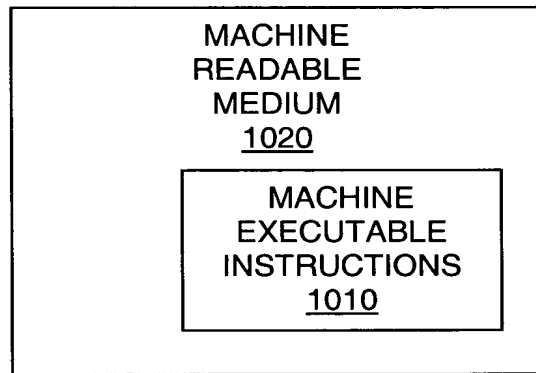 MACHINE
READABLE
MEDIUM
1020
MACHINE
EXECUTABLE
INSTRUCTIONS
1010